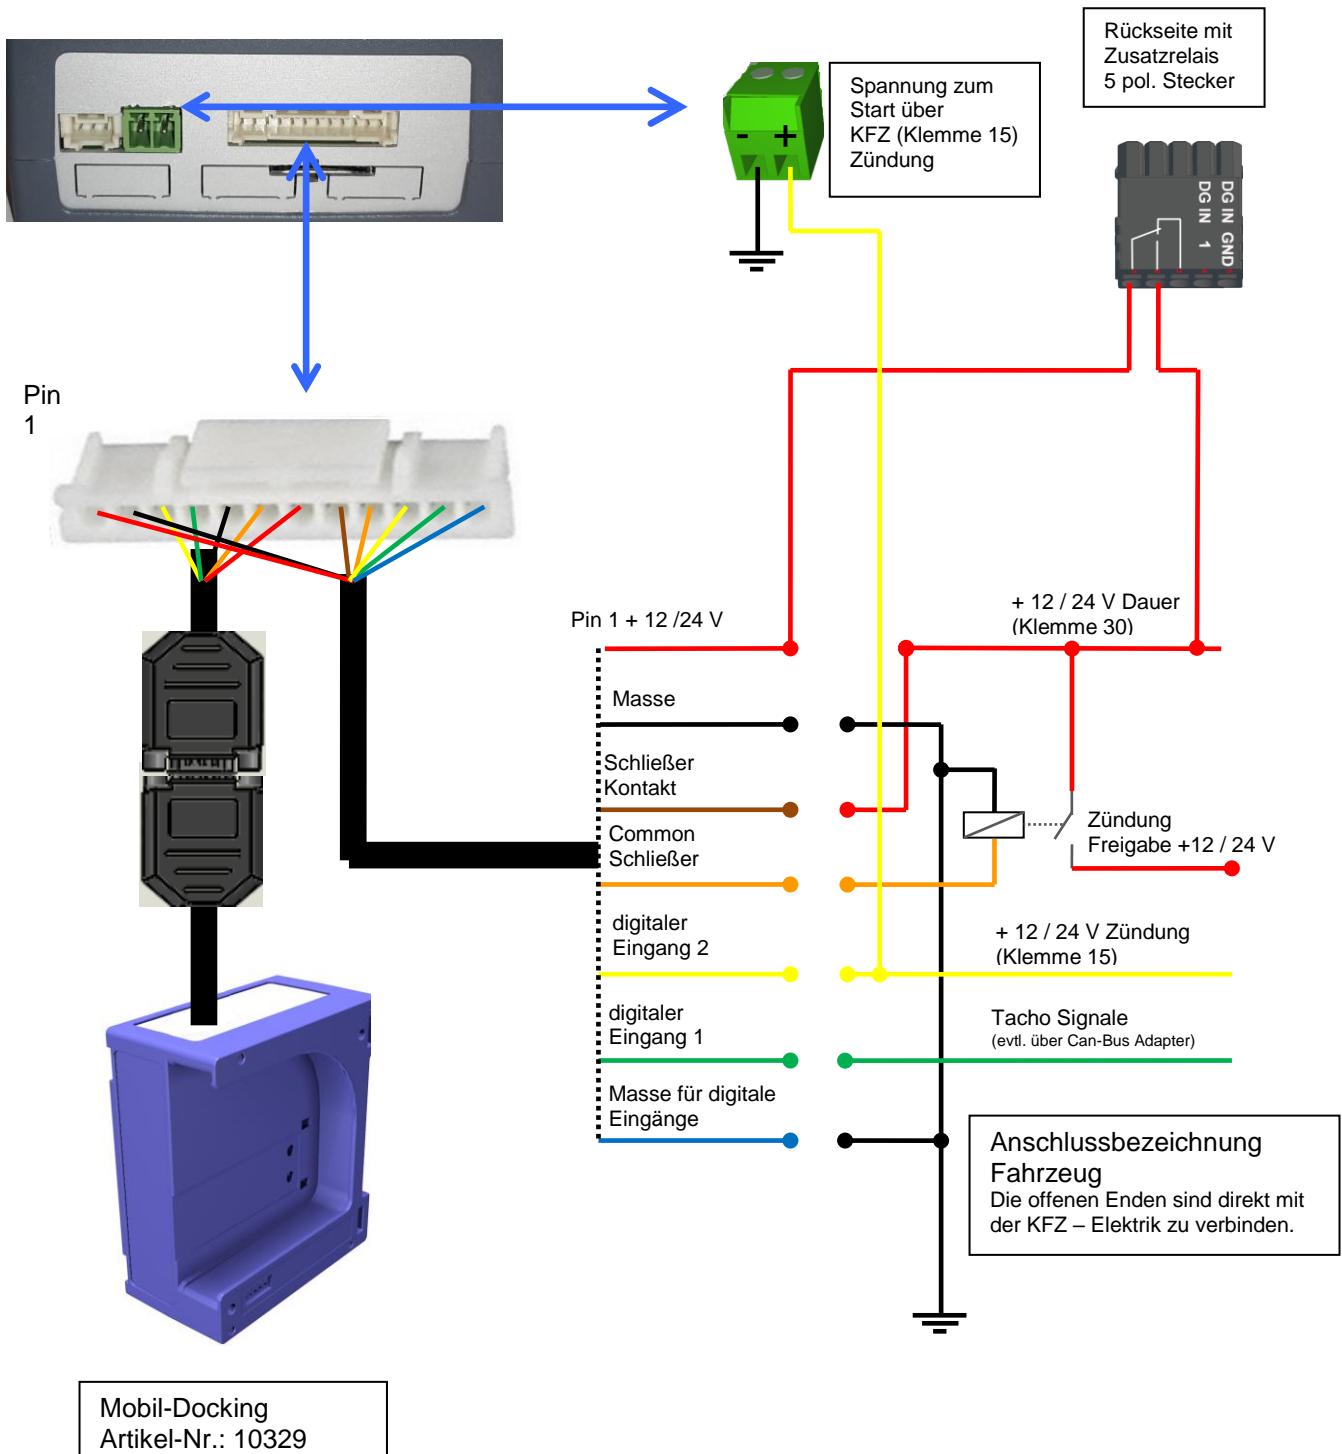 Rückseite mit
Zusatzrelais
5 pol. Stecker
Spannung zum
Start über
KFZ (Klemme 15)
Zündung
- +
DG IN 1
DG IN GND
Pin
1
Pin 1 + 12 /24 V
+ 12 / 24 V Dauer
(Klemme 30)
Masse
Schließer
Kontakt
Common
Schließer
Zündung
Freigabe +12 / 24 V
digitaler
Eingang 2
+ 12 / 24 V Zündung
(Klemme 15)
digitaler
Eingang 1
Tacho Signale
(evtl. über Can-Bus Adapter)
Masse für digitale
Eingänge
Anschlussbezeichnung
Fahrzeug
Die offenen Enden sind direkt mit
der KFZ – Elektrik zu verbinden.
Mobil-Docking
Artikel-Nr.: 10329